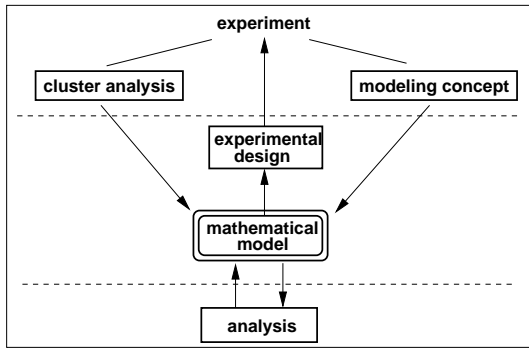 experiment
cluster analysis
modeling concept
experimental
design
mathematical
model
analysis